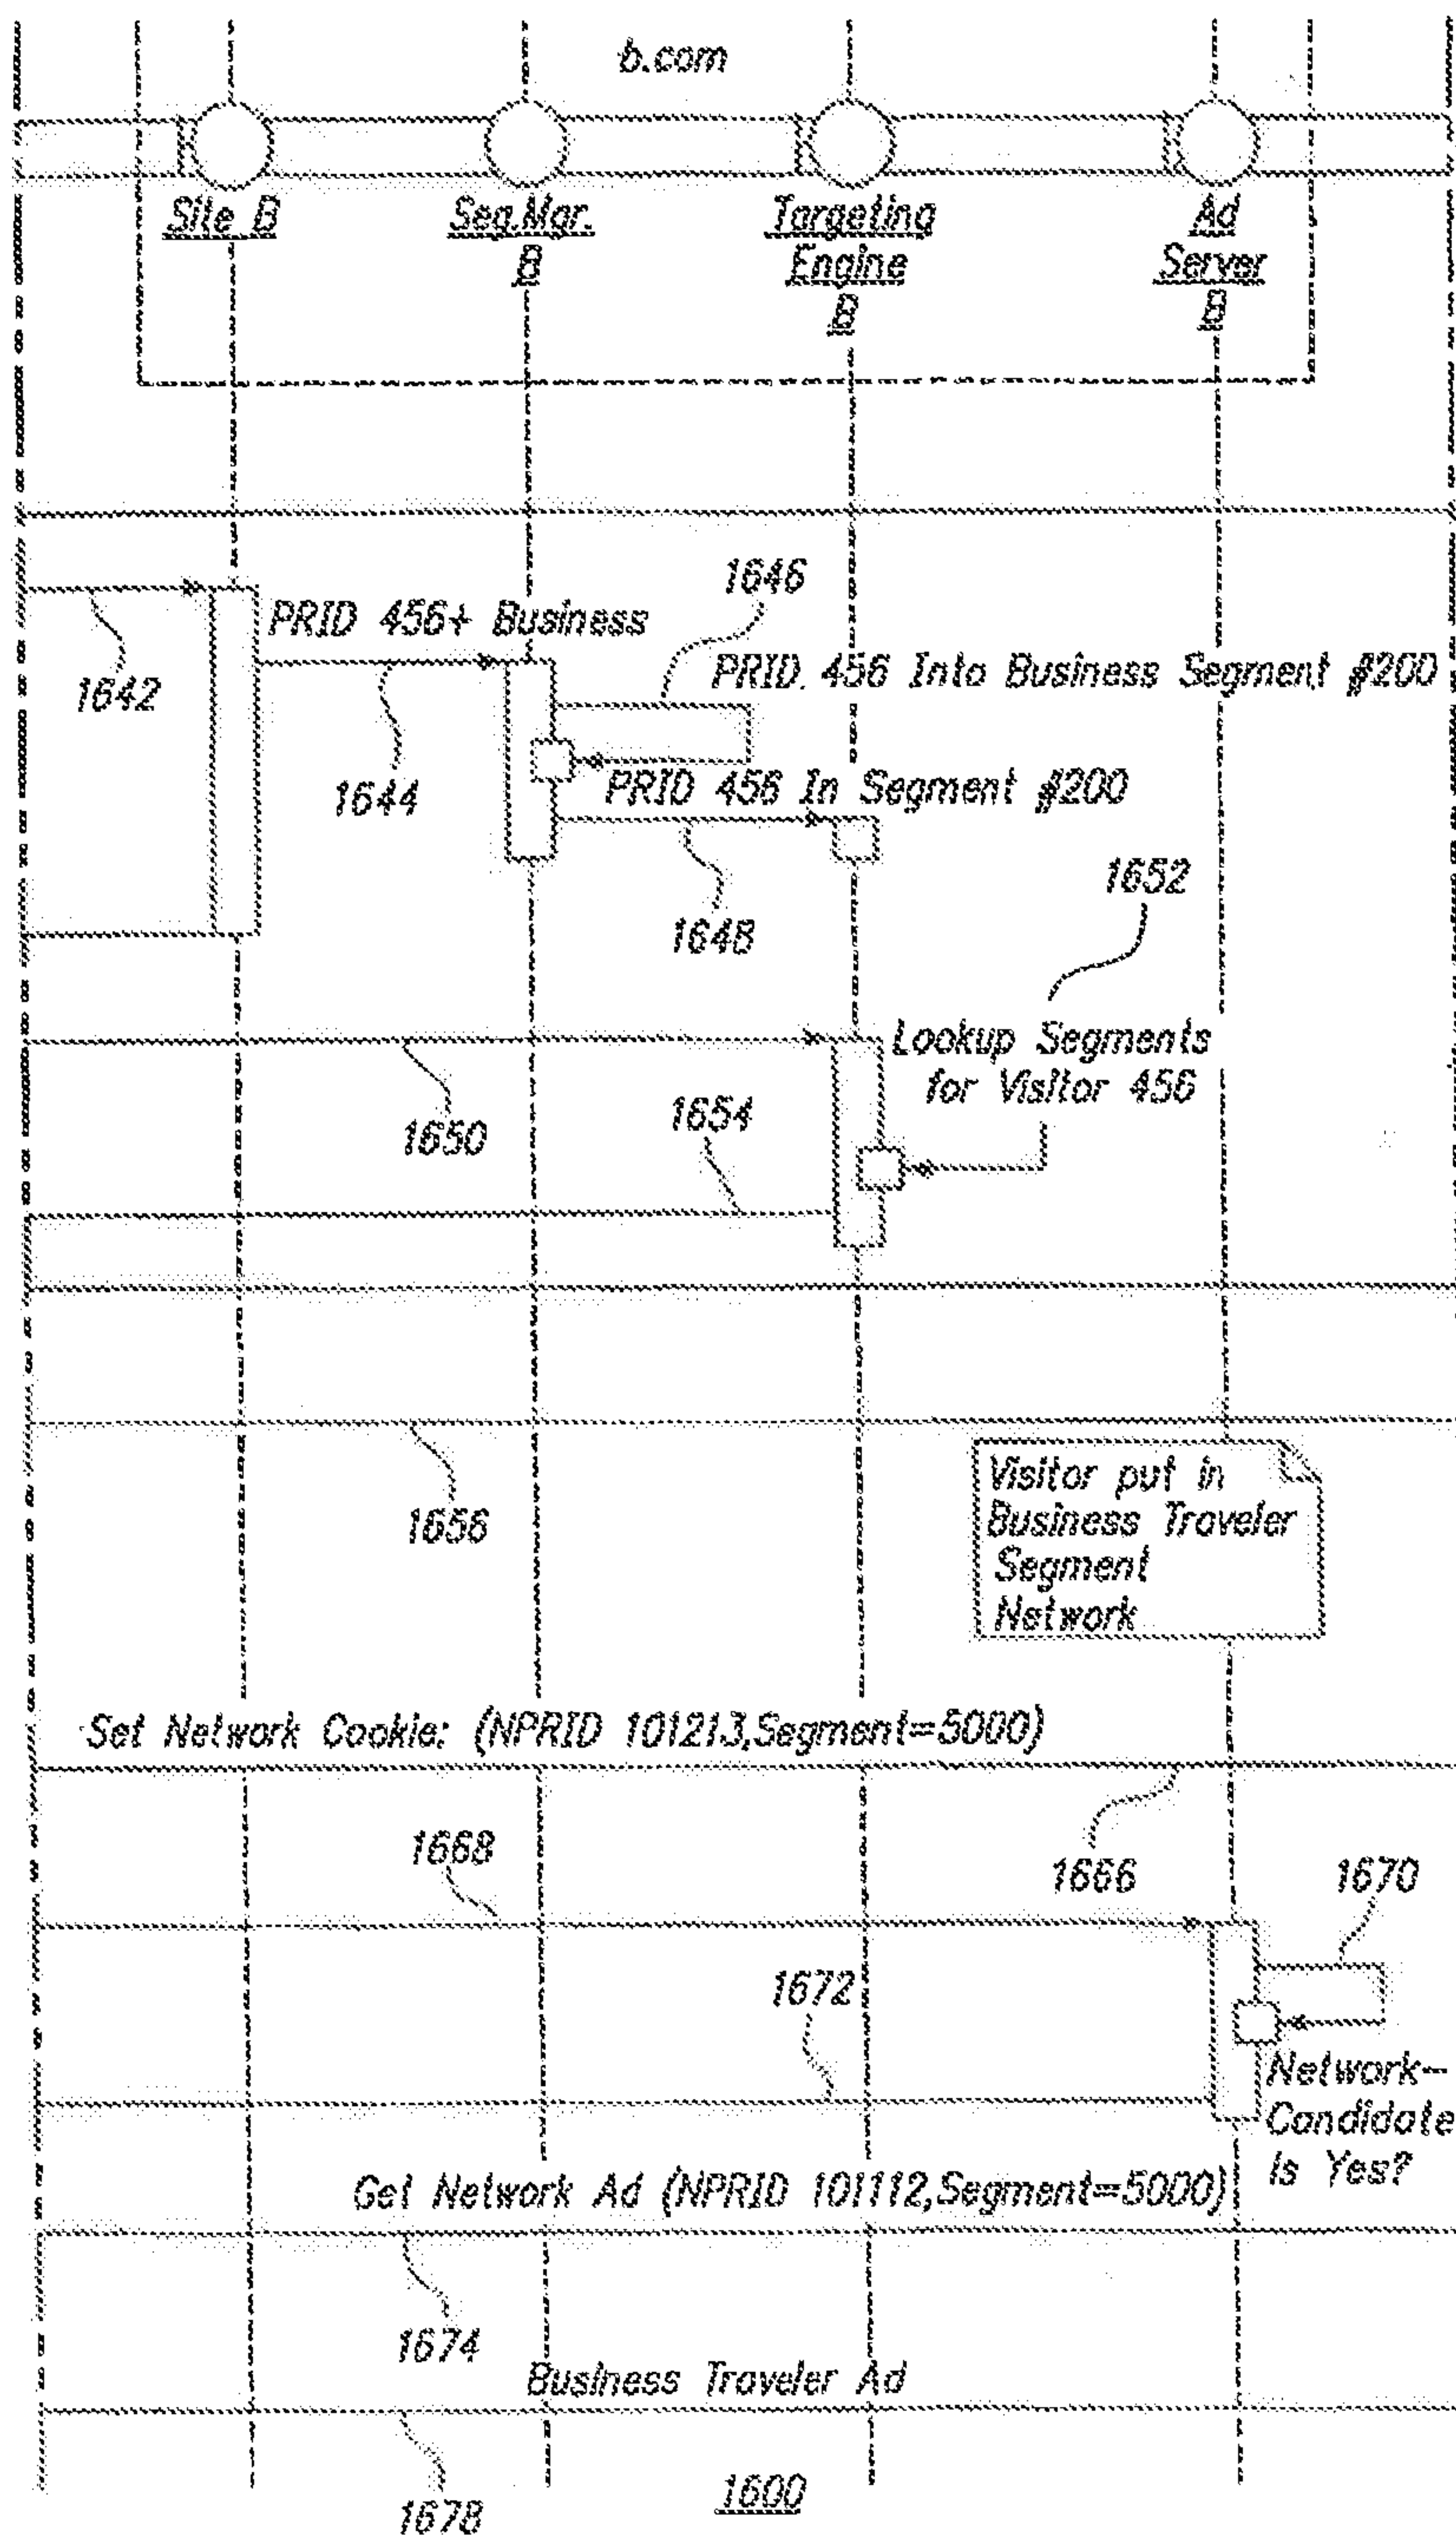 b.com
Site B
Seg.Mgr.
B
Targeting
Engine
B
Ad
Server
B
1646
PRID 456+ Business
PRID 456 Into Business Segment #200
1642
1644
PRID 456 In Segment #200
1652
1648
Lookup Segments
for Visitor 456
1654
1650
Visitor put in
Business Traveler
Segment
Network
1656
Set Network Cookie: (NPRID 101213,Segment=5000)
1668
1666
1670
1672
Network-
Candidate
Is Yes?
Get Network Ad (NPRID 101112,Segment=5000)
1674
Business Traveler Ad
1600
1678